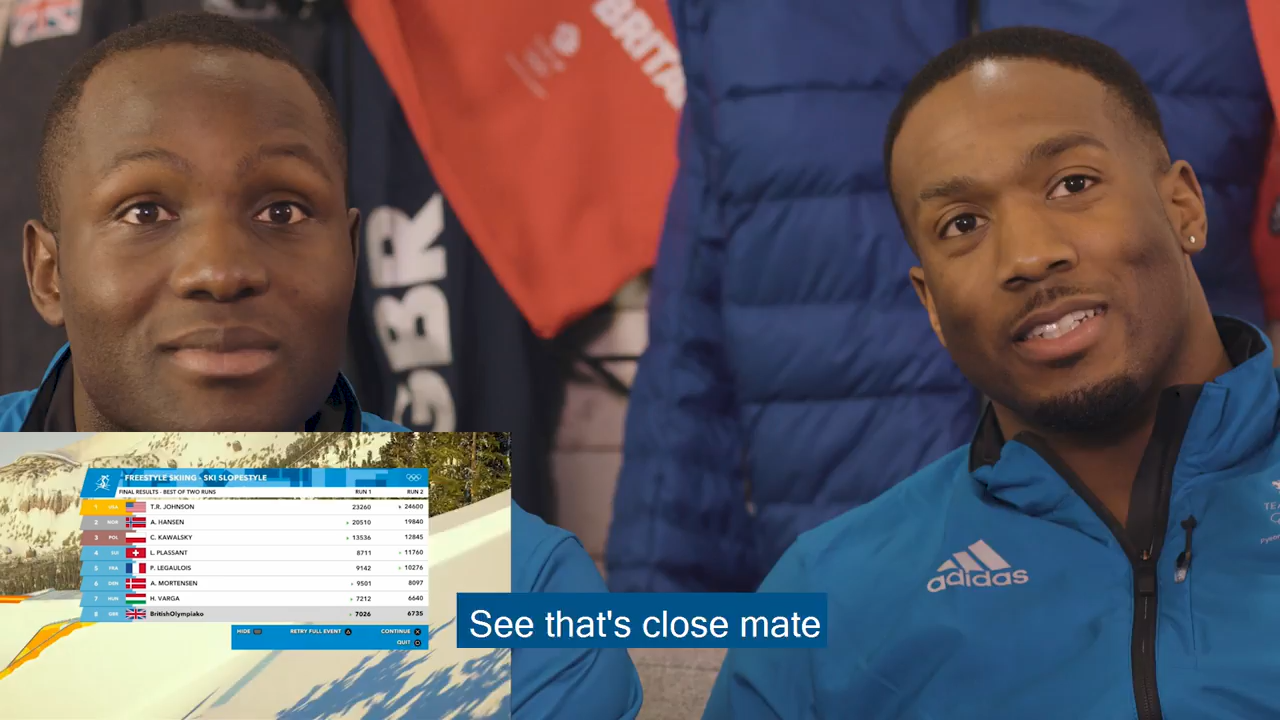 BRITA
GBR
adidas
TEA
FREESTYLE SKIING - SKI SLOPESTYLE
FINAL RESULTS - BEST OF TWO RUNS RUN 1 RUN 2
1 USA T.R. JOHNSON 23260 24600
2 NOR A. HANSEN 20510 19840
3 POL C. KAWALSKY 13536 12845
4 SUI L. PLASSANT 8711 11760
5 FRA P. LEGAULOIS 9142 10276
6 DEN A. MORTENSEN 9501 8097
7 HUN H. VARGA 7212 6640
8 GBR BritishOlympiako 7026 6735
HIDE RETRY FULL EVENT CONTINUE
QUIT
See that's close mate